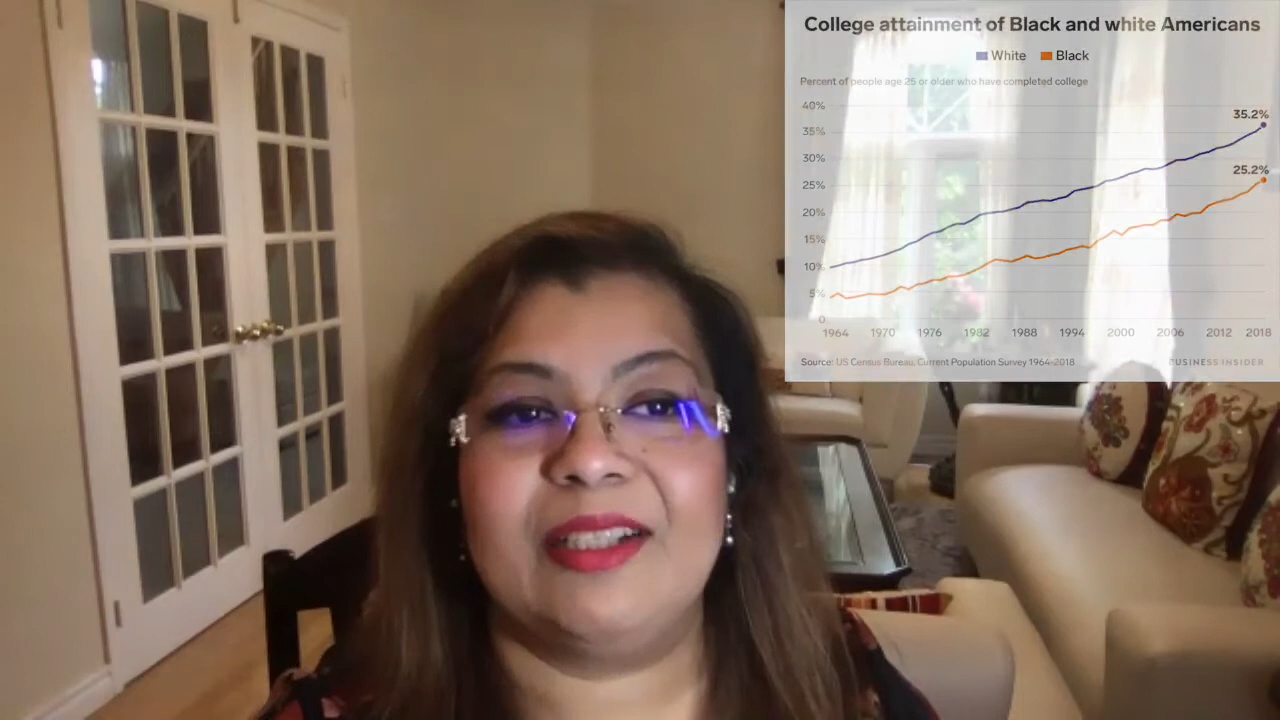 College attainment of Black and white Americans
White Black
Percent of people age 25 or older who have completed college
40%
35.2%
35%
30%
25.2%
25%
20%
15%
10%
5%
0
1964 1970 1976 1982 1988 1994 2000 2006 2012 2018
Source: US Census Bureau, Current Population Survey 1964-2018 BUSINESS INSIDER